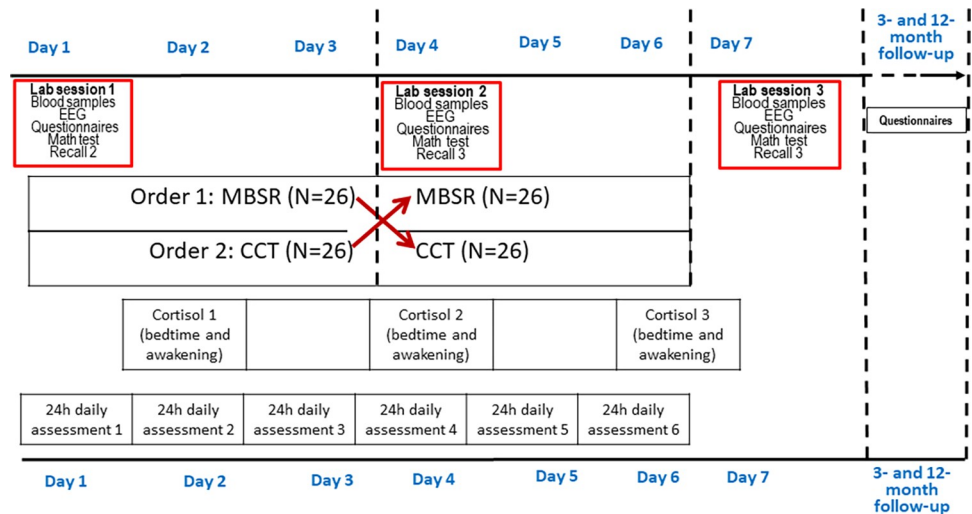 Day 1 Day 2 Day 3 Day 4 Day 5 Day 6 Day 7
3- and 12-
month
follow-up
Lab session 1
Blood samples
EEG
Questionnaires
Math test
Recall 2
Lab session 2
Blood samples
EEG
Questionnaires
Math test
Recall 3
Lab session 3
Blood samples
EEG
Questionnaires
Math test
Recall 3
Questionnaires
Order 1: MBSR (N=26) MBSR (N=26)
Order 2: CCT (N=26) CCT (N=26)
Cortisol 1
(bedtime and
awakening)
Cortisol 2
(bedtime and
awakening)
Cortisol 3
(bedtime and
awakening)
24h daily
assessment 1
24h daily
assessment 2
24h daily
assessment 3
24h daily
assessment 4
24h daily
assessment 5
24h daily
assessment 6
Day 1 Day 2 Day 3 Day 4 Day 5 Day 6 Day 7
3- and 12-
month
follow-up